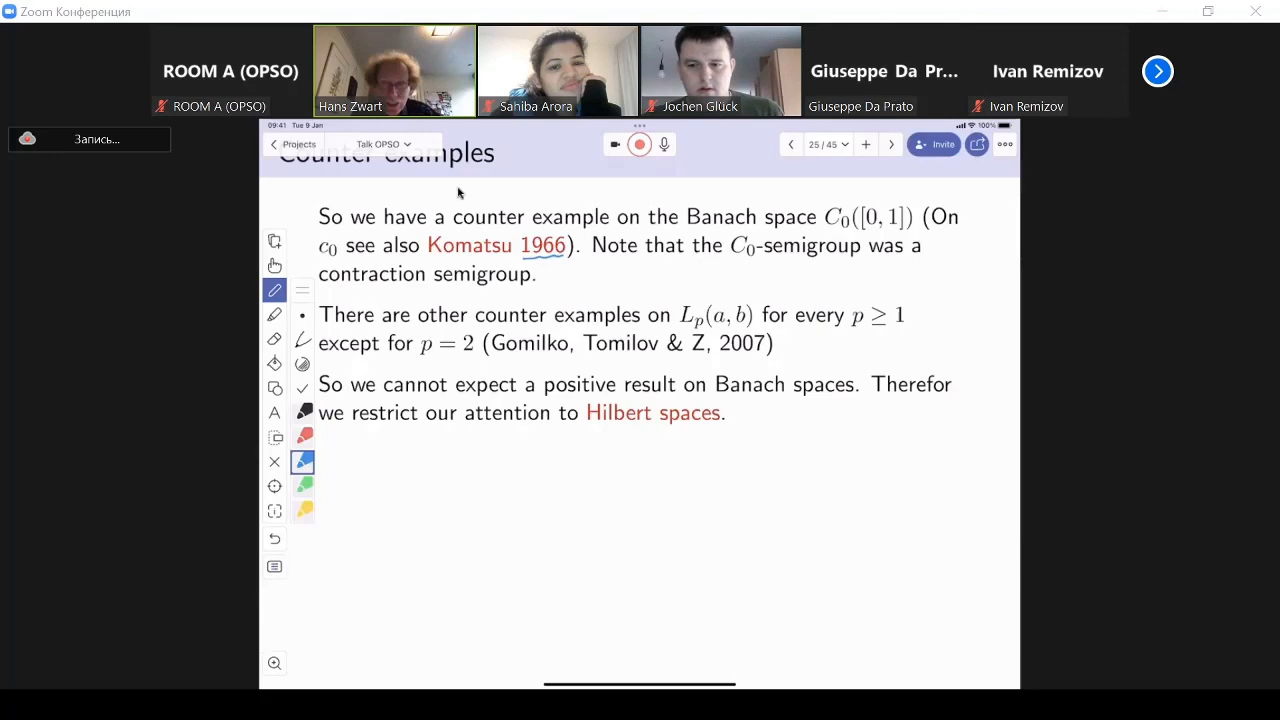 Zoom Конференция
ROOM A (OPSO)
Giuseppe Da Pr...
Ivan Remizov
ROOM A (OPSO)
Hans Zwart
Sahiba Arora
Jochen Glück
Giuseppe Da Prato
Ivan Remizov
Запись...
09:41 Tue 9 Jan
100%
Projects
Talk OPSO
25 / 45
Invite
Counter examples
So we have a counter example on the Banach space C₀([0, 1]) (On
c₀ see also Komatsu 1966). Note that the C₀-semigroup was a
contraction semigroup.
There are other counter examples on Lₚ(a, b) for every p ≥ 1
except for p = 2 (Gomilko, Tomilov & Z, 2007)
So we cannot expect a positive result on Banach spaces. Therefor
we restrict our attention to Hilbert spaces.